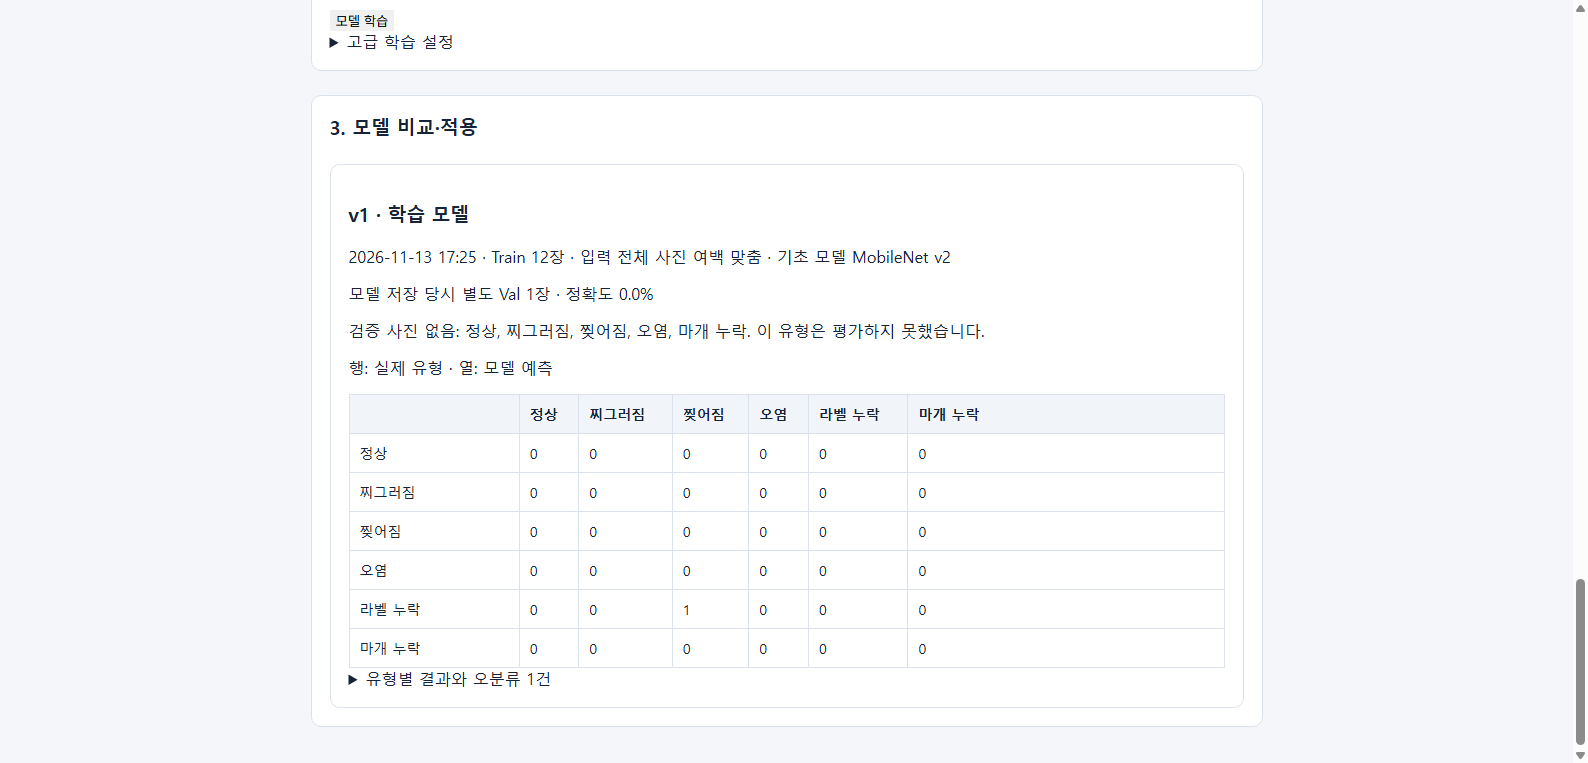 모델 학습
▶ 고급 학습 설정
3. 모델 비교·적용
v1 · 학습 모델
2026-11-13 17:25 · Train 12장 · 입력 전체 사진 여백 맞춤 · 기초 모델 MobileNet v2
모델 저장 당시 별도 Val 1장 · 정확도 0.0%
검증 사진 없음: 정상, 찌그러짐, 찢어짐, 오염, 마개 누락. 이 유형은 평가하지 못했습니다.
행: 실제 유형 · 열: 모델 예측
정상 찌그러짐 찢어짐 오염 라벨 누락 마개 누락
정상 0 0 0 0 0 0
찌그러짐 0 0 0 0 0 0
찢어짐 0 0 0 0 0 0
오염 0 0 0 0 0 0
라벨 누락 0 0 1 0 0 0
마개 누락 0 0 0 0 0 0
▶ 유형별 결과와 오분류 1건